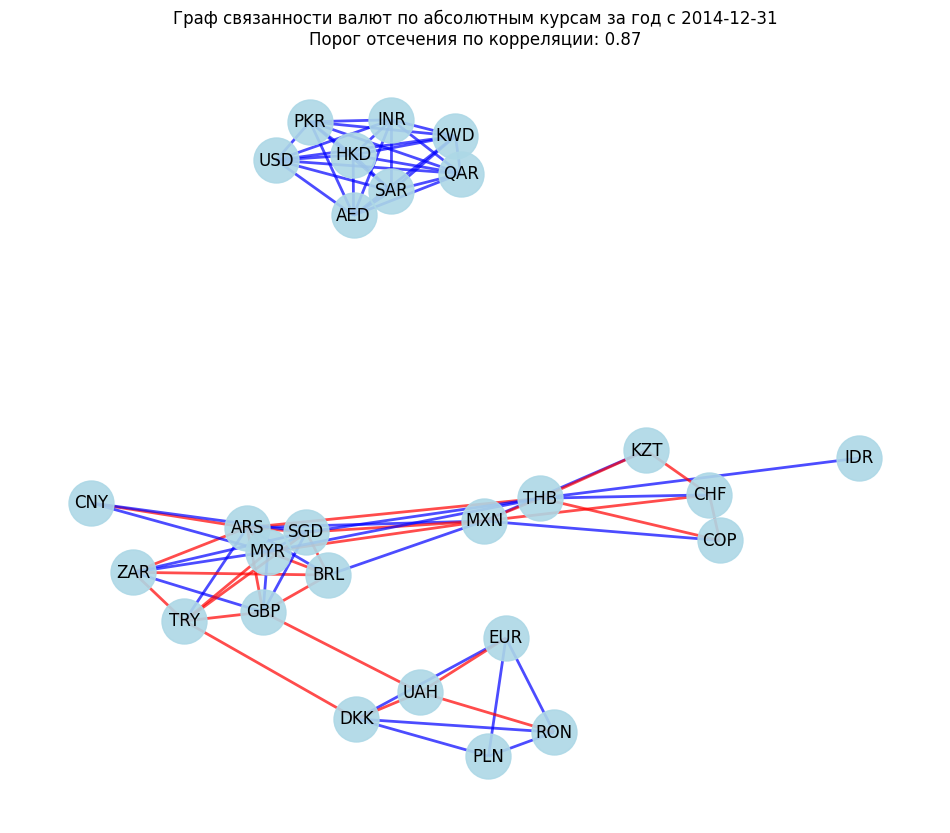 Граф связанности валют по абсолютным курсам за год с 2014-12-31
Порог отсечения по корреляции: 0.87
PKR
INR
KWD
USD
HKD
QAR
SAR
AED
KZT
IDR
CNY
THB
CHF
ARS
SGD
MXN
COP
MYR
ZAR
BRL
TRY
GBP
EUR
UAH
DKK
RON
PLN